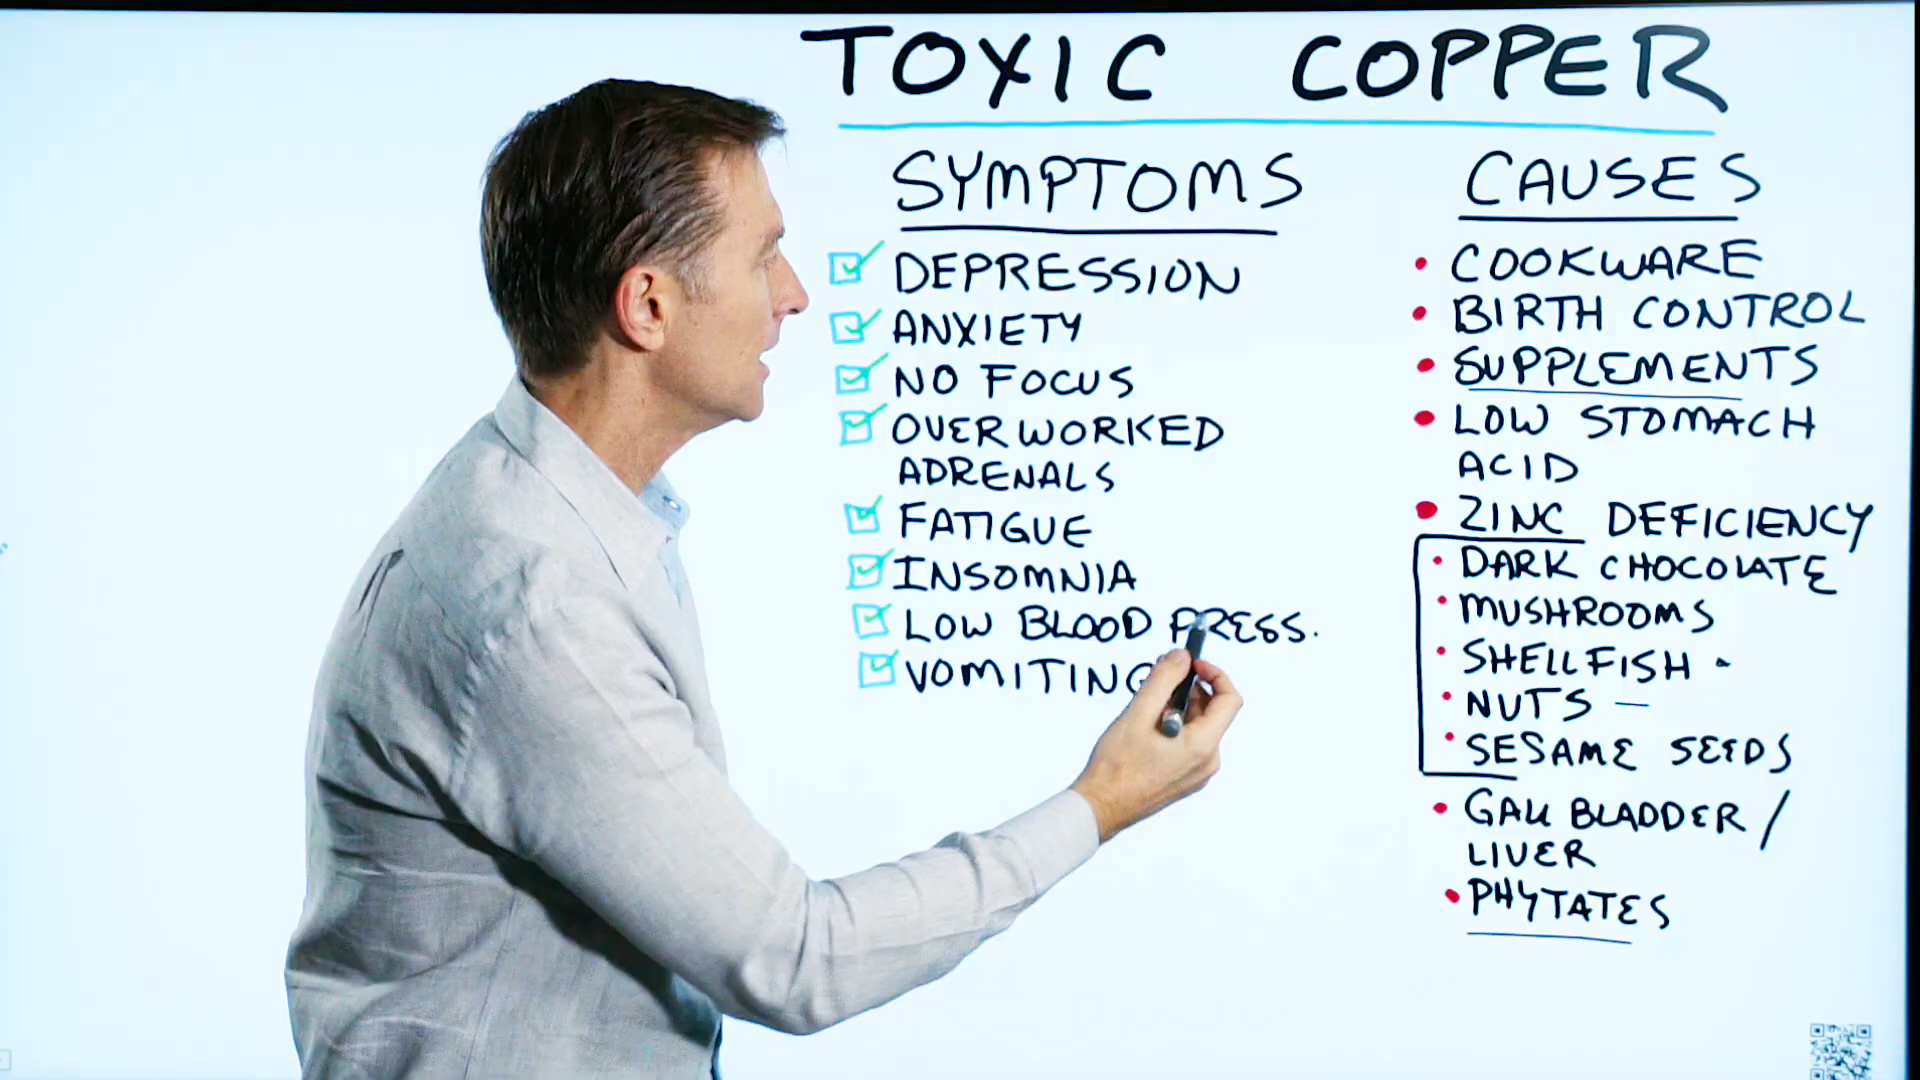 TOXIC COPPER
SYMPTOMS
DEPRESSION
ANXIETY
NO FOCUS
OVERWORKED
ADRENALS
FATIGUE
INSOMNIA
LOW BLOOD PRESS.
VOMITING
CAUSES
• COOKWARE
• BIRTH CONTROL
• SUPPLEMENTS
• LOW STOMACH
ACID
• ZINC DEFICIENCY
• DARK CHOCOLATE
• MUSHROOMS
• SHELLFISH -
• NUTS —
• SESAME SEEDS
• GALL BLADDER /
LIVER
• PHYTATES